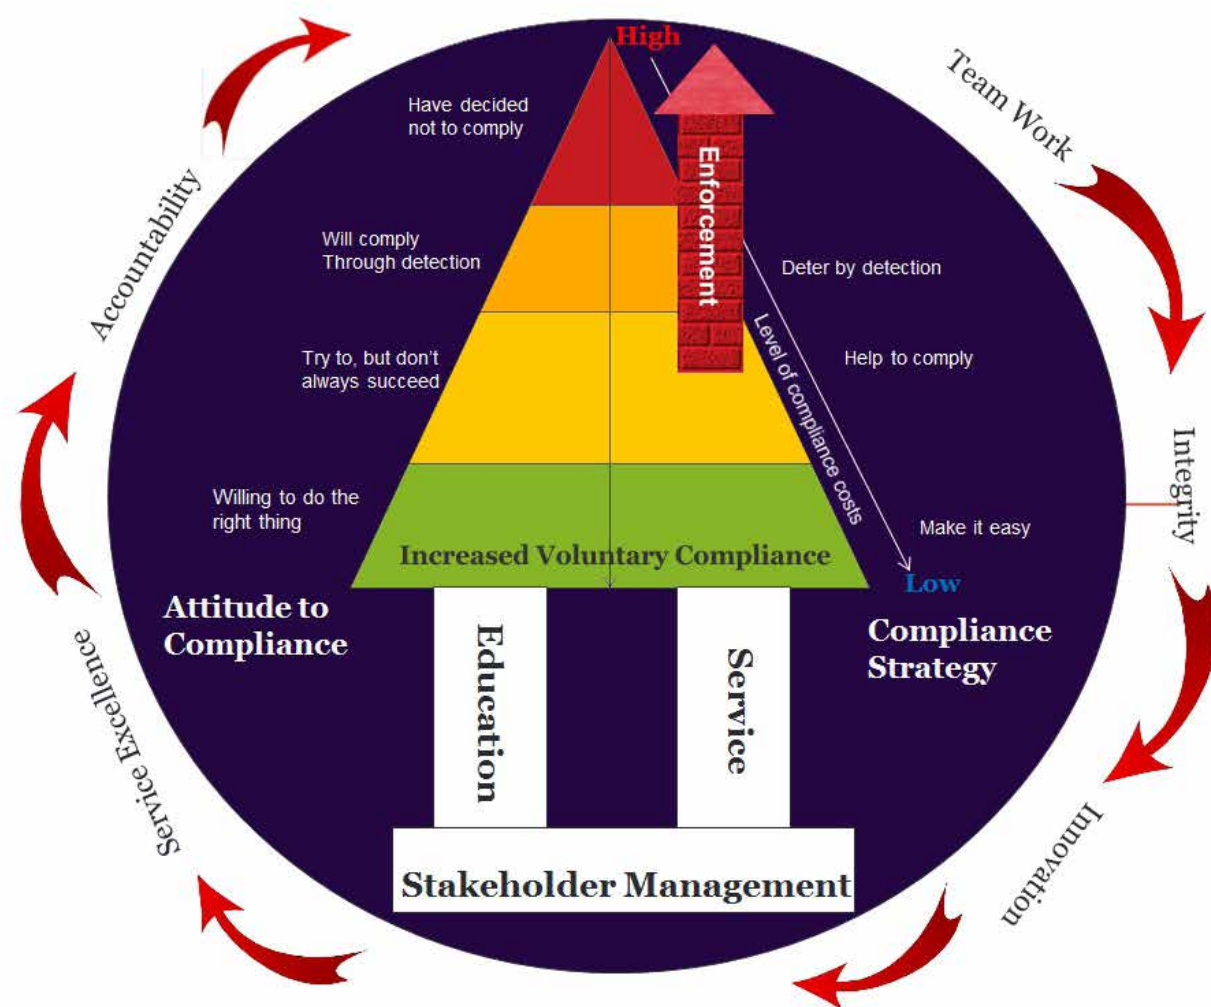 High
Team Work
Have decided
not to comply
Enforcement
Accountability
Will comply
Through detection
Deter by detection
Try to, but don't
always succeed
Level of compliance costs
Help to comply
Integrity
Willing to do the
right thing
Make it easy
Increased Voluntary Compliance
Low
Attitude to
Compliance
Compliance
Strategy
Education
Service
Service Excellence
Innovation
Stakeholder Management